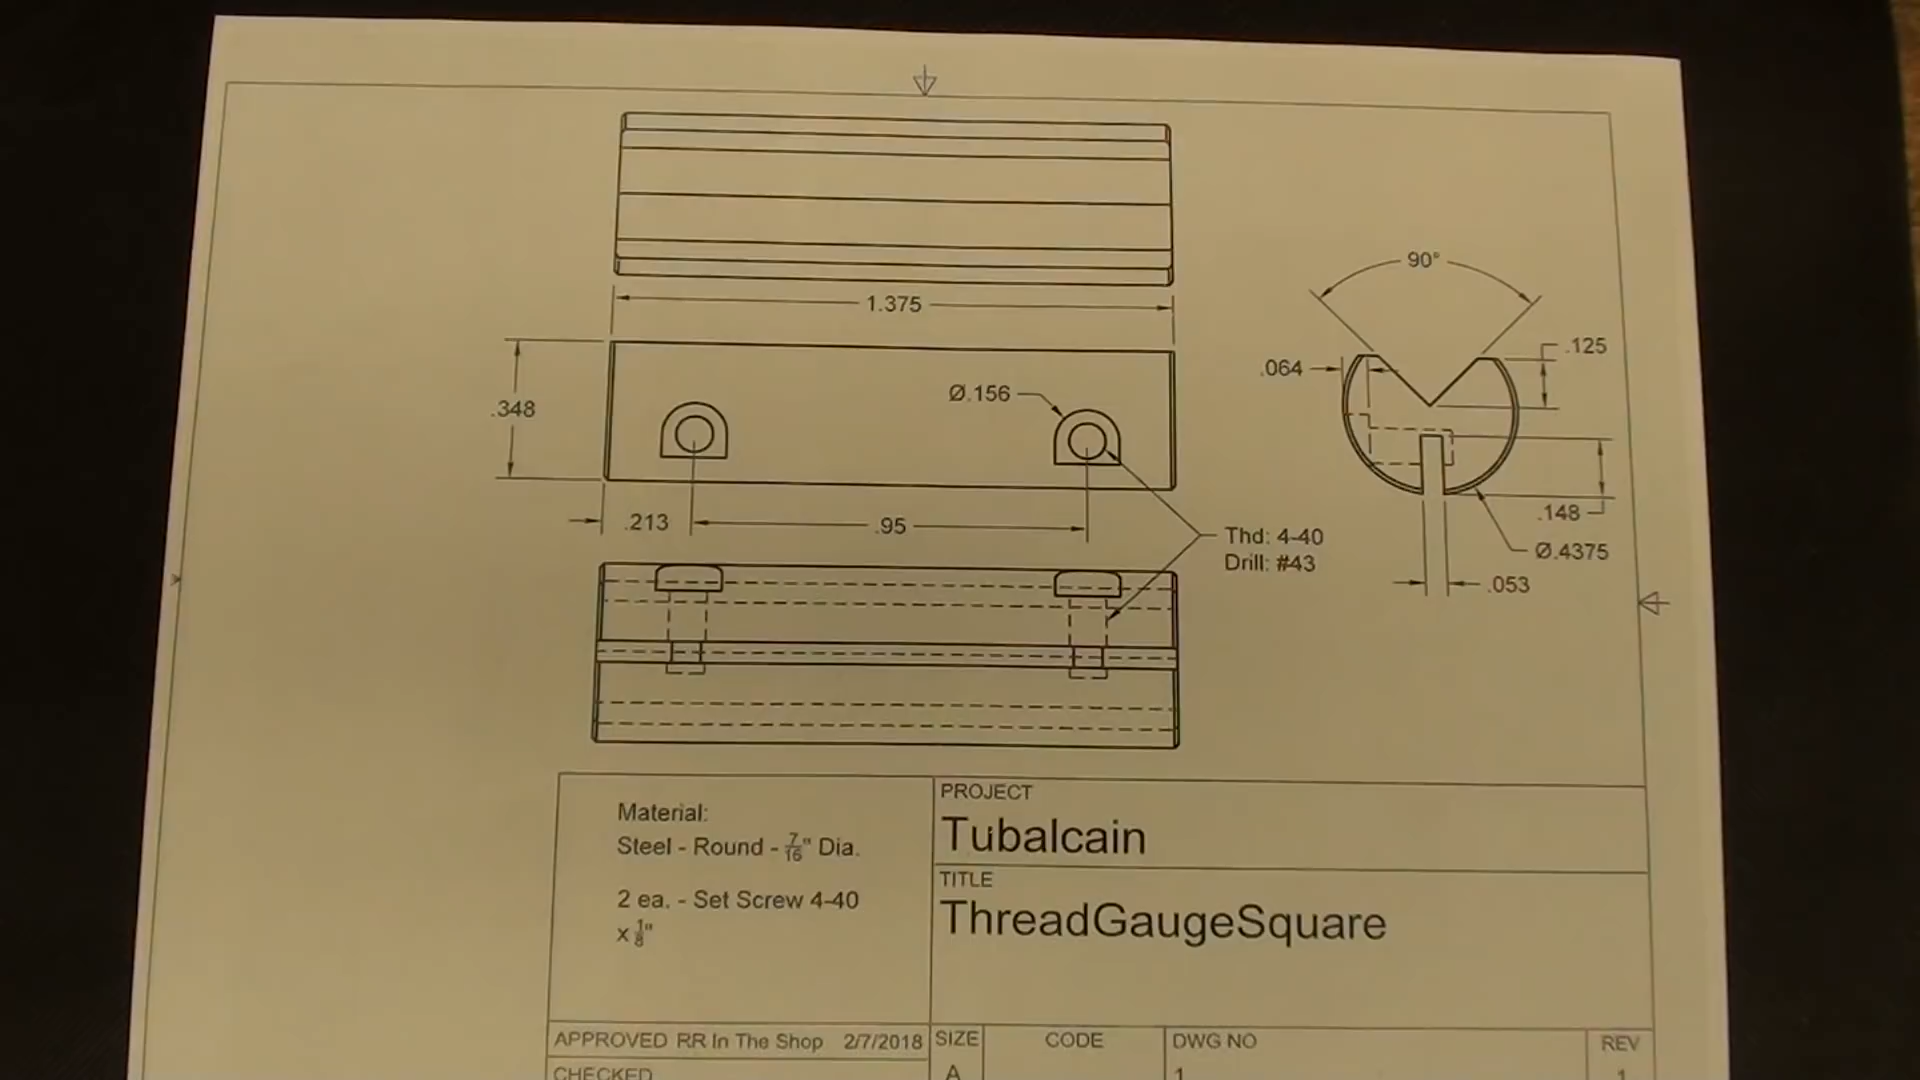 1.375
90°
.125
.064
.348
Ø.156
.213
.95
.148
Thd: 4-40
Drill: #43
Ø.4375
.053
Material:
Steel - Round - 7/16" Dia.
2 ea. - Set Screw 4-40
x 1/8"
PROJECT
Tubalcain
TITLE
ThreadGaugeSquare
APPROVED RR In The Shop 2/7/2018
SIZE
CODE
DWG NO
REV
CHECKED
A
1
1